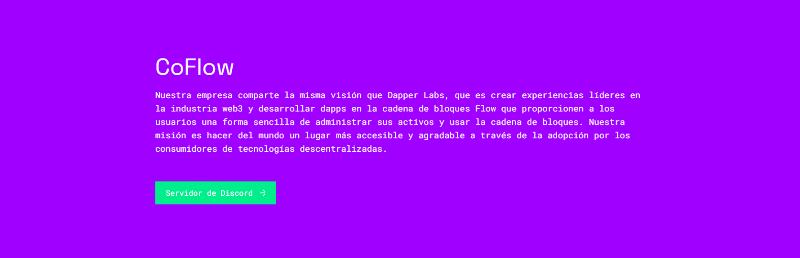 CoFlow
Nuestra empresa comparte la misma visión que Dapper Labs, que es crear experiencias líderes en
la industria web3 y desarrollar dapps en la cadena de bloques Flow que proporcionen a los
usuarios una forma sencilla de administrar sus activos y usar la cadena de bloques. Nuestra
misión es hacer del mundo un lugar más accesible y agradable a través de la adopción por los
consumidores de tecnologías descentralizadas.
Servidor de Discord →